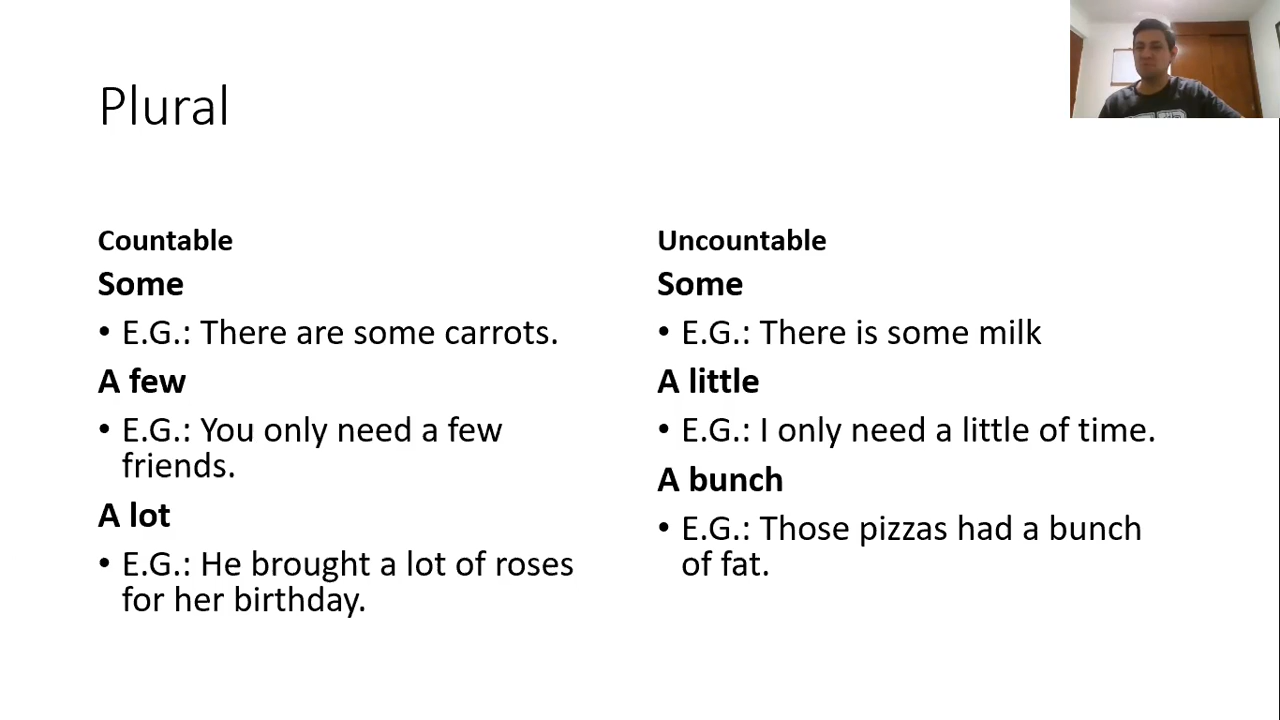 Plural
Countable
Some
• E.G.: There are some carrots.
A few
• E.G.: You only need a few
friends.
A lot
• E.G.: He brought a lot of roses
for her birthday.
Uncountable
Some
• E.G.: There is some milk
A little
• E.G.: I only need a little of time.
A bunch
• E.G.: Those pizzas had a bunch
of fat.